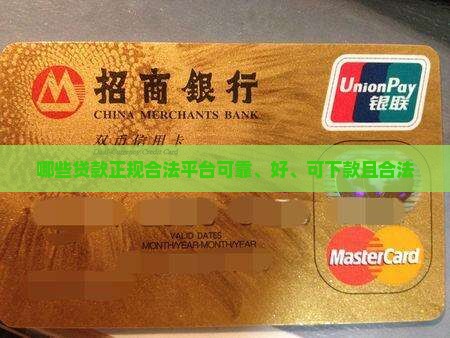 招商銀行
CHINA MERCHANTS BANK
UnionPay
银联
双币信用卡
哪些贷款正规合法平台可靠、好、可下款且合法
VALID DATES
MONTH/YEAR-MONTH/YEAR
MasterCard